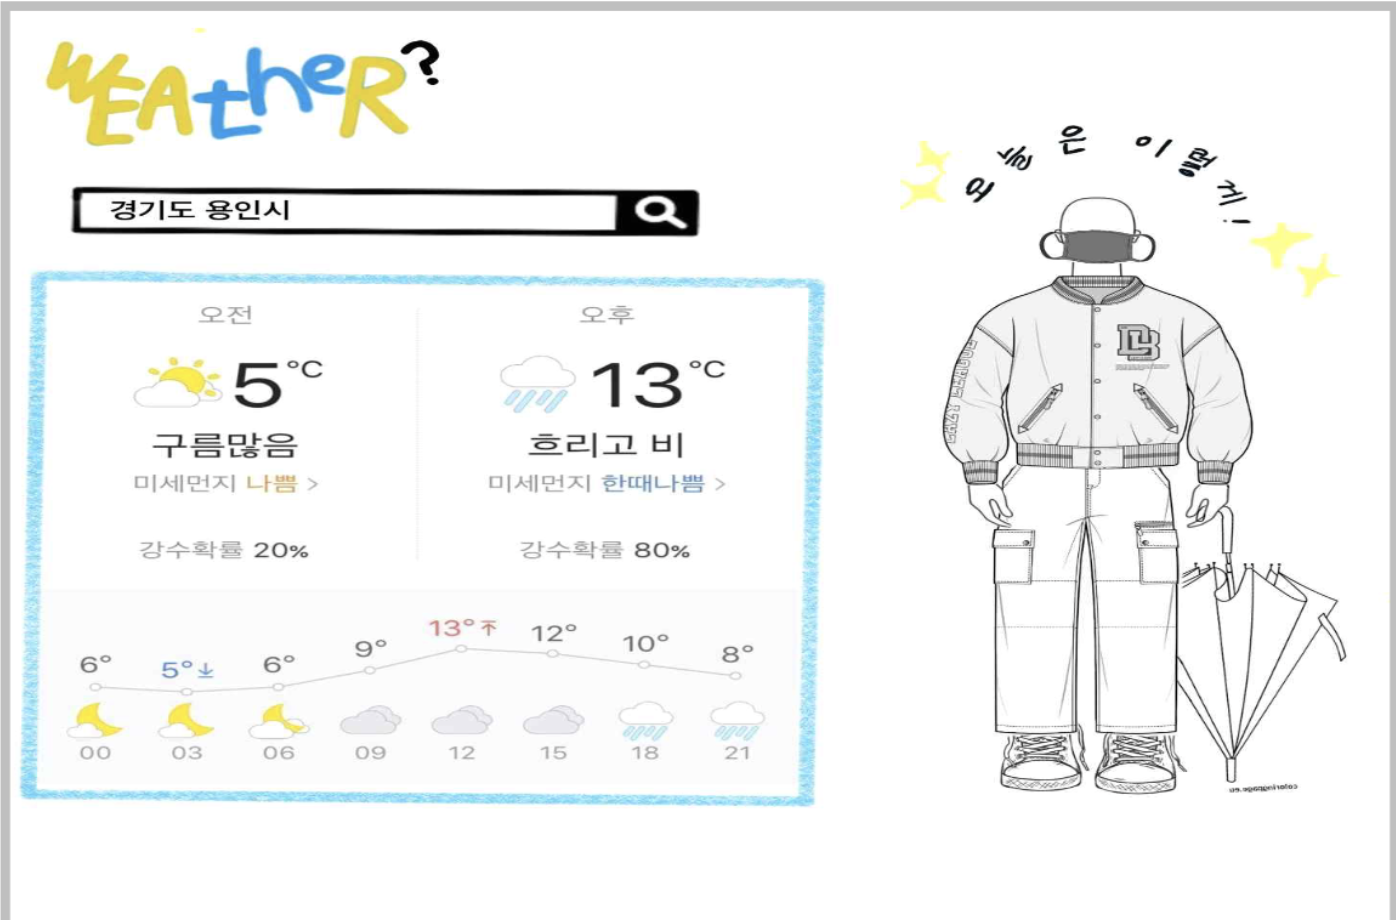 WEAtheR?
경기도 용인시
오늘은 이렇게!
오전
5°C
구름많음
미세먼지 나쁨 >
강수확률 20%
오후
13°C
흐리고 비
미세먼지 한때나쁨 >
강수확률 80%
6° 5° 6° 9° 13° 12° 10° 8°
00 03 06 09 12 15 18 21
DB
EAZY LEAGUE
coloringpage.eu